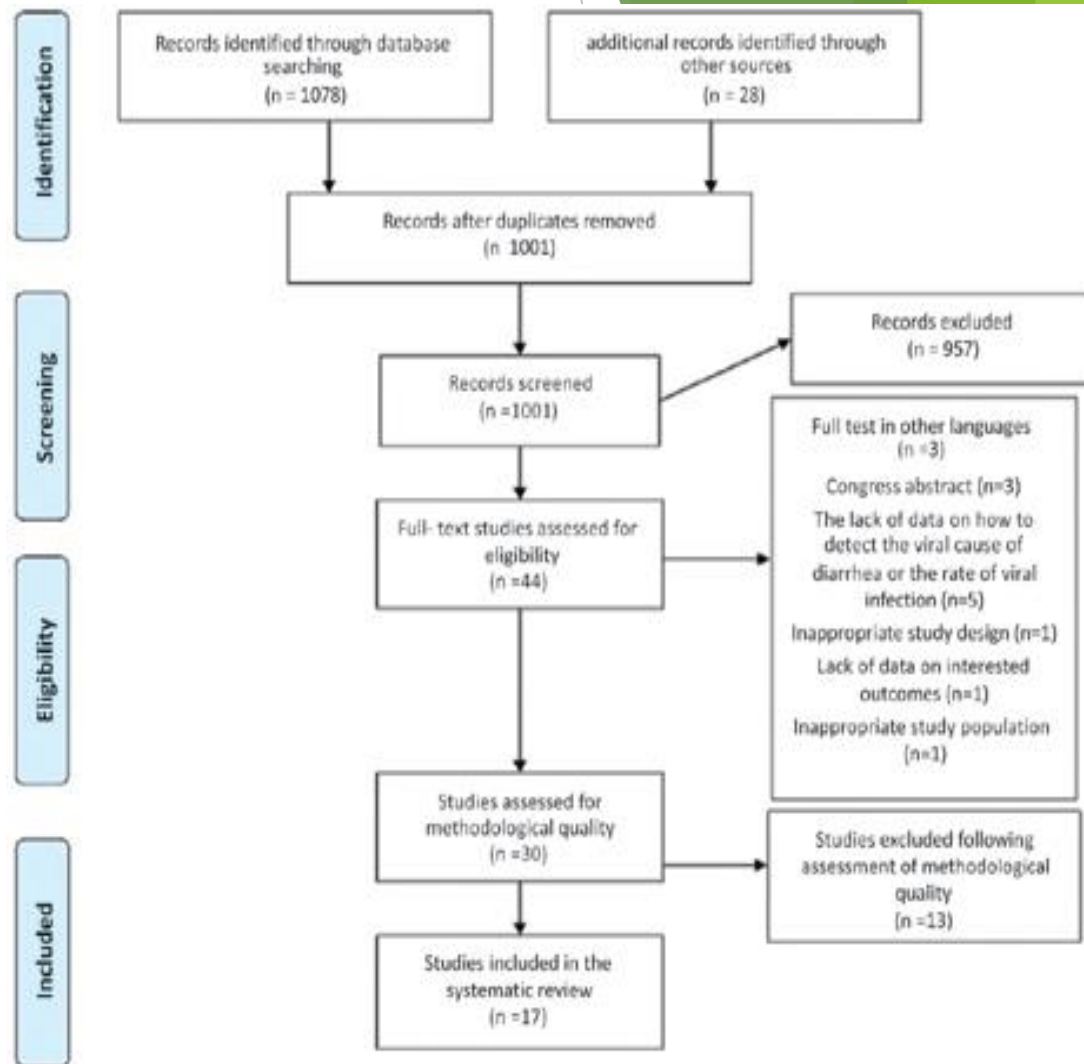 Identification
Records identified through database
searching
(n = 1078)
additional records identified through
other sources
(n = 28)
Records after duplicates removed
(n 1001)
Screening
Records excluded
(n = 957)
Records screened
(n =1001)
Full test in other languages
(n =3)
Congress abstract (n=3)
The lack of data on how to
detect the viral cause of
diarrhea or the rate of viral
infection (n=5)
Inappropriate study design (n=1)
Lack of data on interested
outcomes (n=1)
Inappropriate study population
(n=1)
Eligibility
Full- text studies assessed for
eligibility
(n =44)
Studies assessed for
methodological quality
(n =30)
Studies excluded following
assessment of methodological
quality
(n =13)
Included
Studies included in the
systematic review
(n =17)